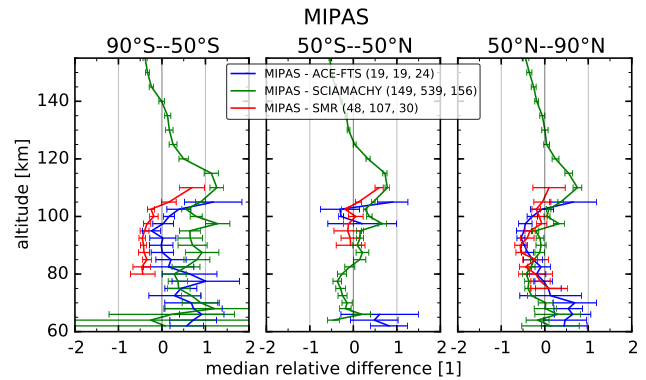 MIPAS
90°S--50°S 50°S--50°N 50°N--90°N
MIPAS - ACE-FTS (19, 19, 24)
MIPAS - SCIAMACHY (149, 539, 156)
MIPAS - SMR (48, 107, 30)
altitude [km]
140
120
100
80
60
-2 -1 0 1 2 -2 -1 0 1 2 -2 -1 0 1 2
median relative difference [1]